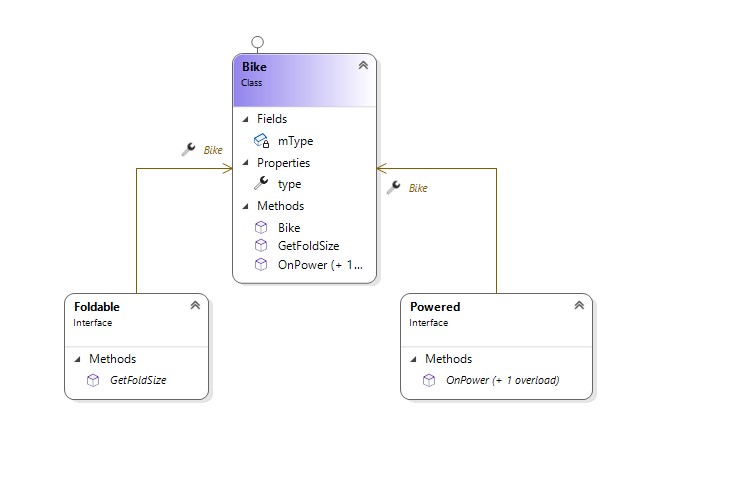 Bike
Class
Fields
mType
Properties
type
Methods
Bike
GetFoldSize
OnPower (+ 1...
Bike
Bike
Foldable
Interface
Methods
GetFoldSize
Powered
Interface
Methods
OnPower (+ 1 overload)